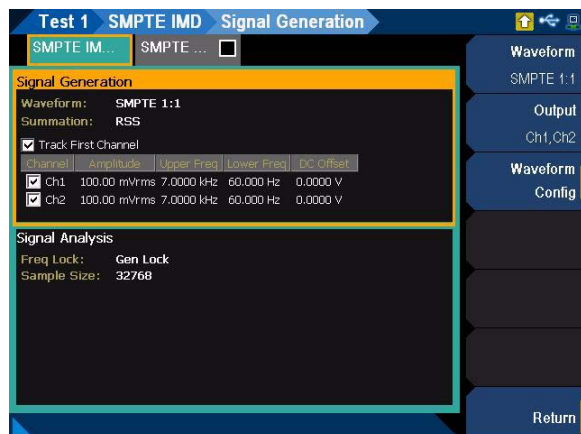 Test 1 SMPTE IMD Signal Generation
SMPTE IM... SMPTE ...
Signal Generation
Waveform: SMPTE 1:1
Summation: RSS
Track First Channel
Channel Amplitude Upper Freq Lower Freq DC Offset
Ch1 100.00 mVrms 7.0000 kHz 60.000 Hz 0.0000 V
Ch2 100.00 mVrms 7.0000 kHz 60.000 Hz 0.0000 V
Signal Analysis
Freq Lock: Gen Lock
Sample Size: 32768
Waveform
SMPTE 1:1
Output
Ch1,Ch2
Waveform
Config
Return